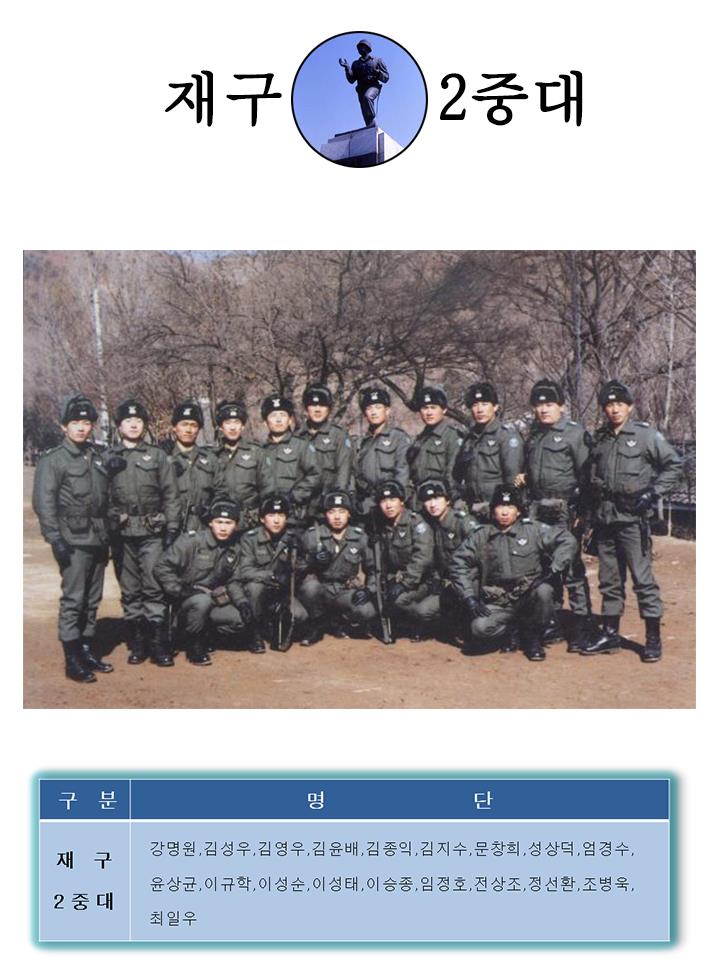 재구 2중대
구 분 명 단
재 구
2중대
강명원,김성우,김영우,김윤배,김종익,김지수,문창희,성상덕,엄경수,
윤상균,이규학,이성순,이성태,이승종,임정호,전상조,정선환,조병욱,
최일우